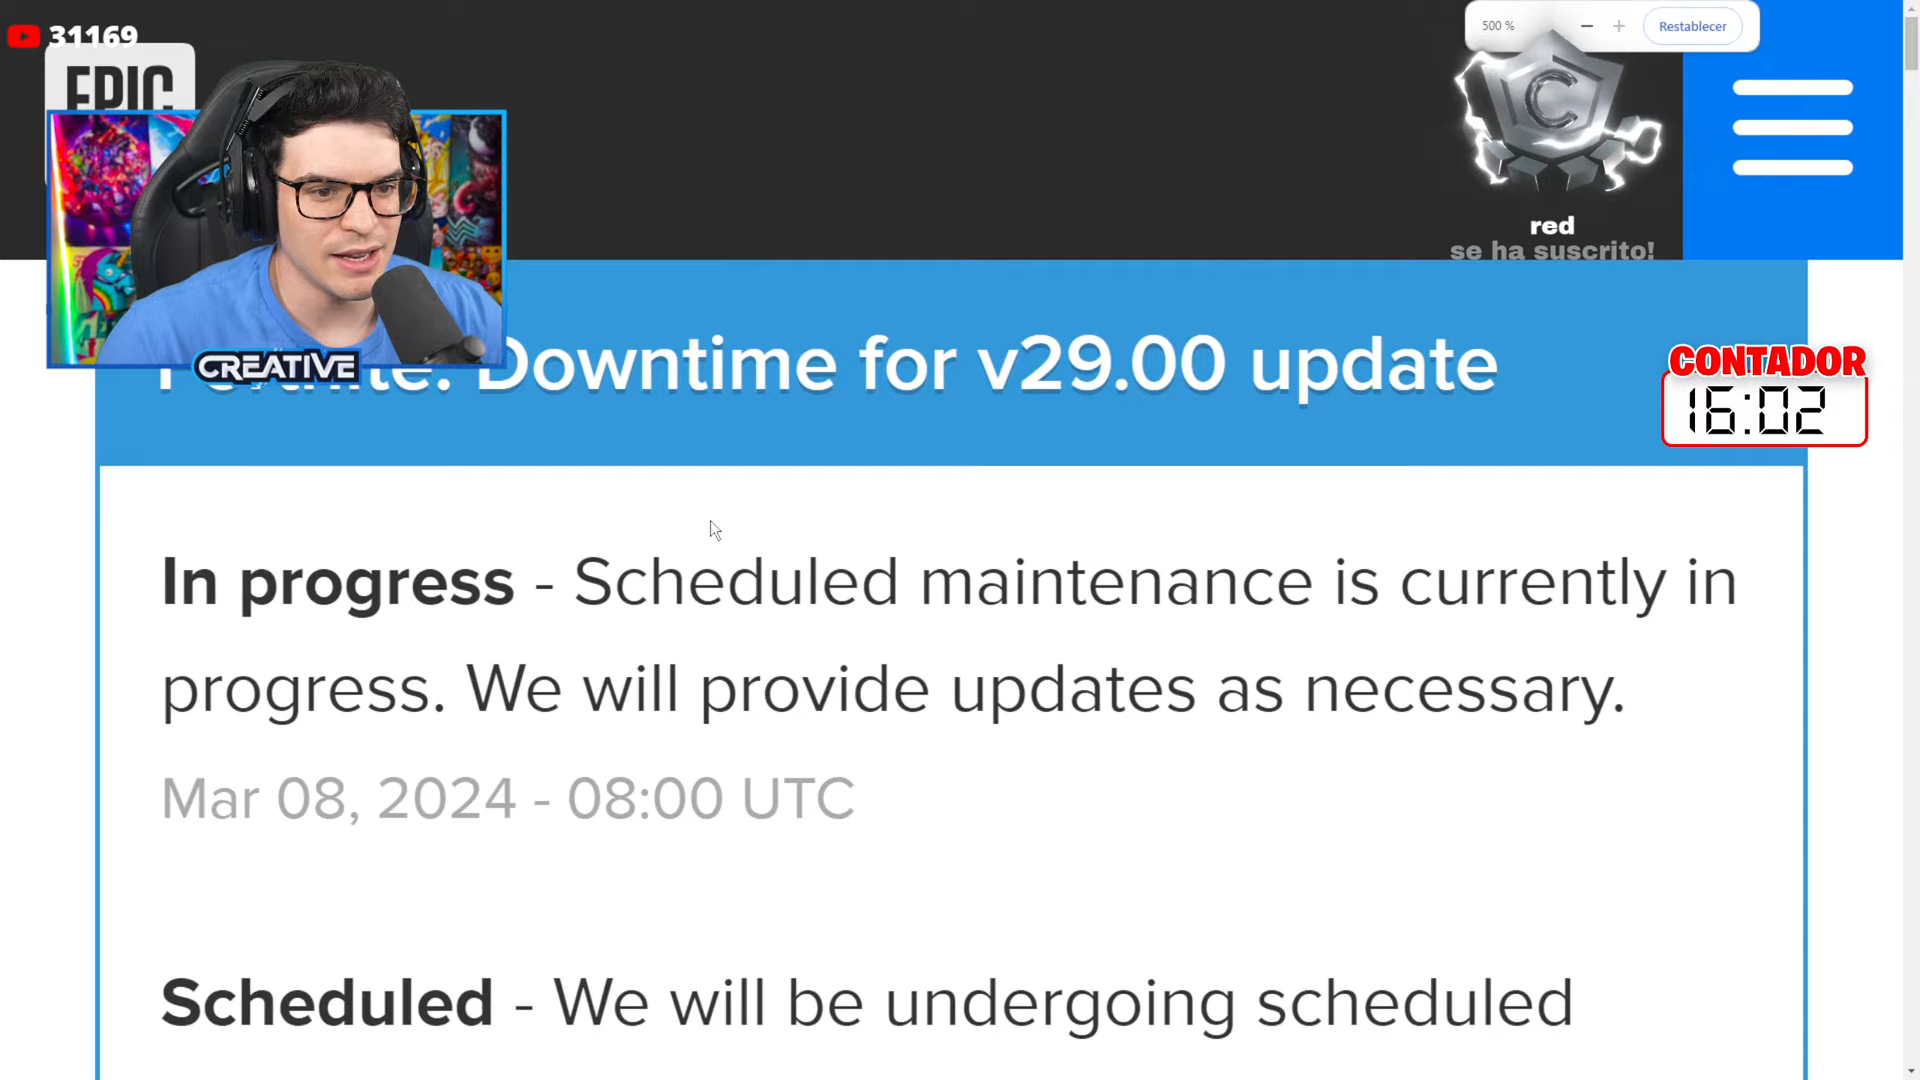 31169
EPIC
500 %
Restablecer
red
se ha suscrito!
CREATIVE
Downtime for v29.00 update
CONTADOR
16:02
In progress - Scheduled maintenance is currently in
progress. We will provide updates as necessary.
Mar 08, 2024 - 08:00 UTC
Scheduled - We will be undergoing scheduled